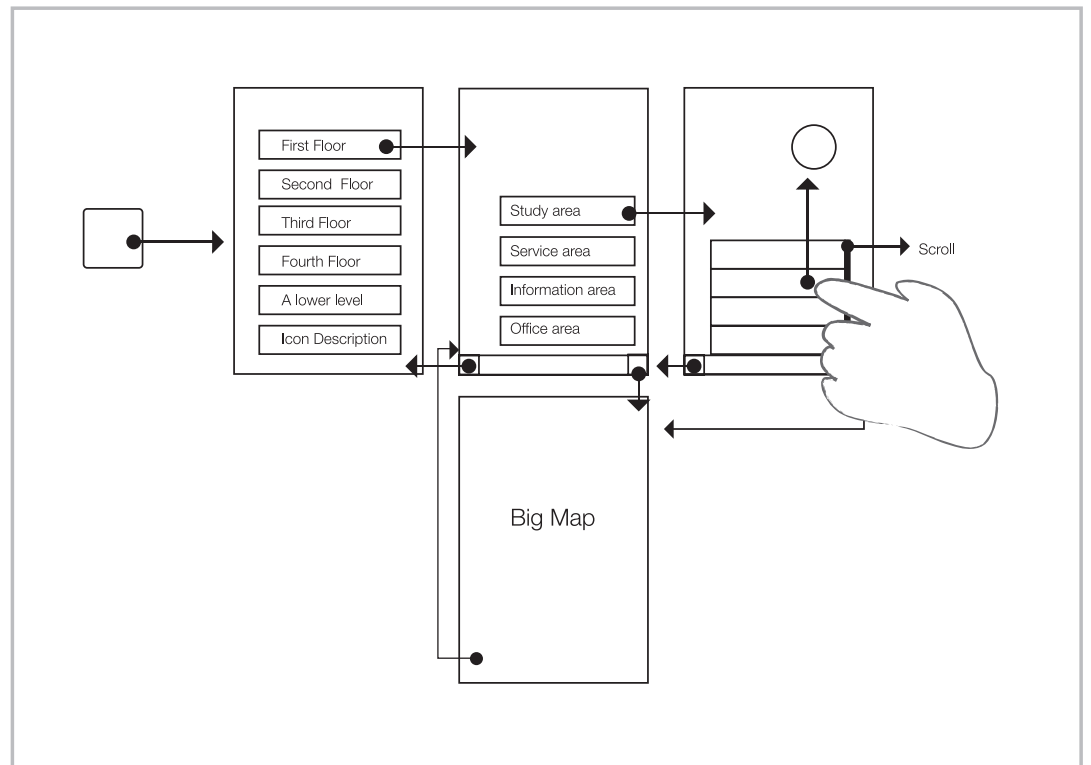 First Floor
Second Floor
Third Floor
Fourth Floor
A lower level
Icon Description
Study area
Service area
Information area
Office area
Scroll
Big Map